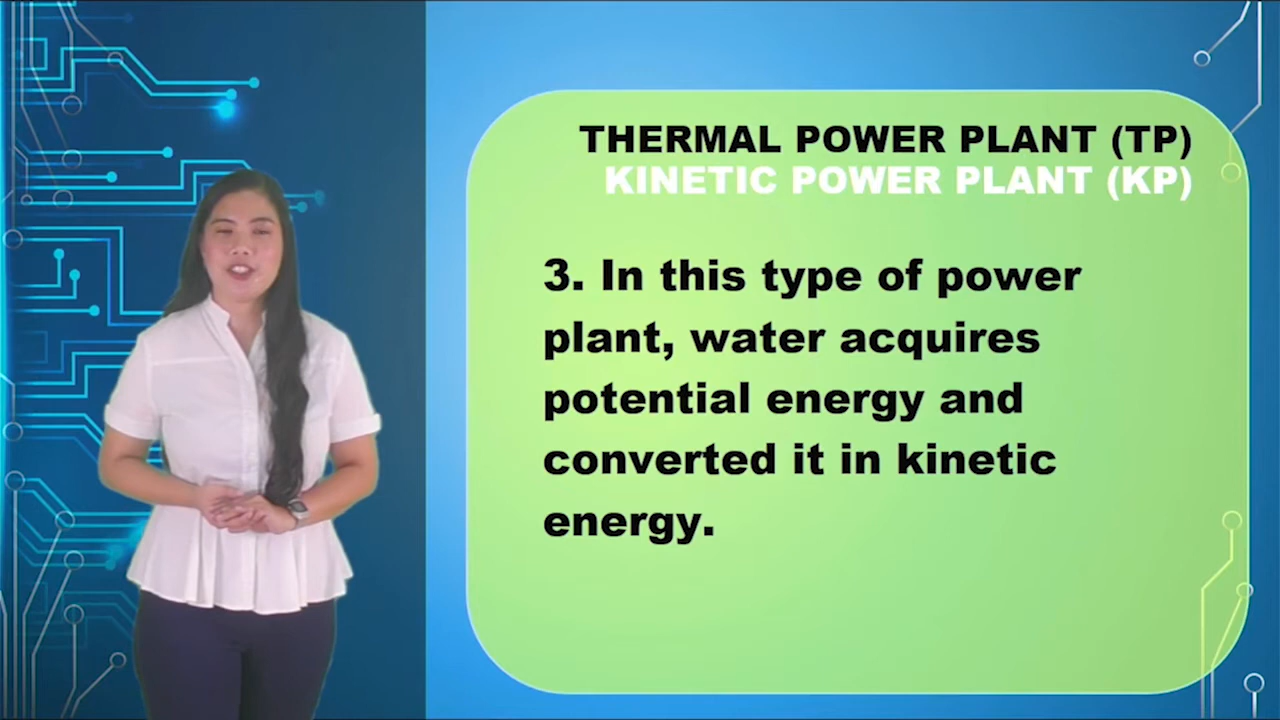 THERMAL POWER PLANT (TP)
KINETIC POWER PLANT (KP)
3. In this type of power
plant, water acquires
potential energy and
converted it in kinetic
energy.